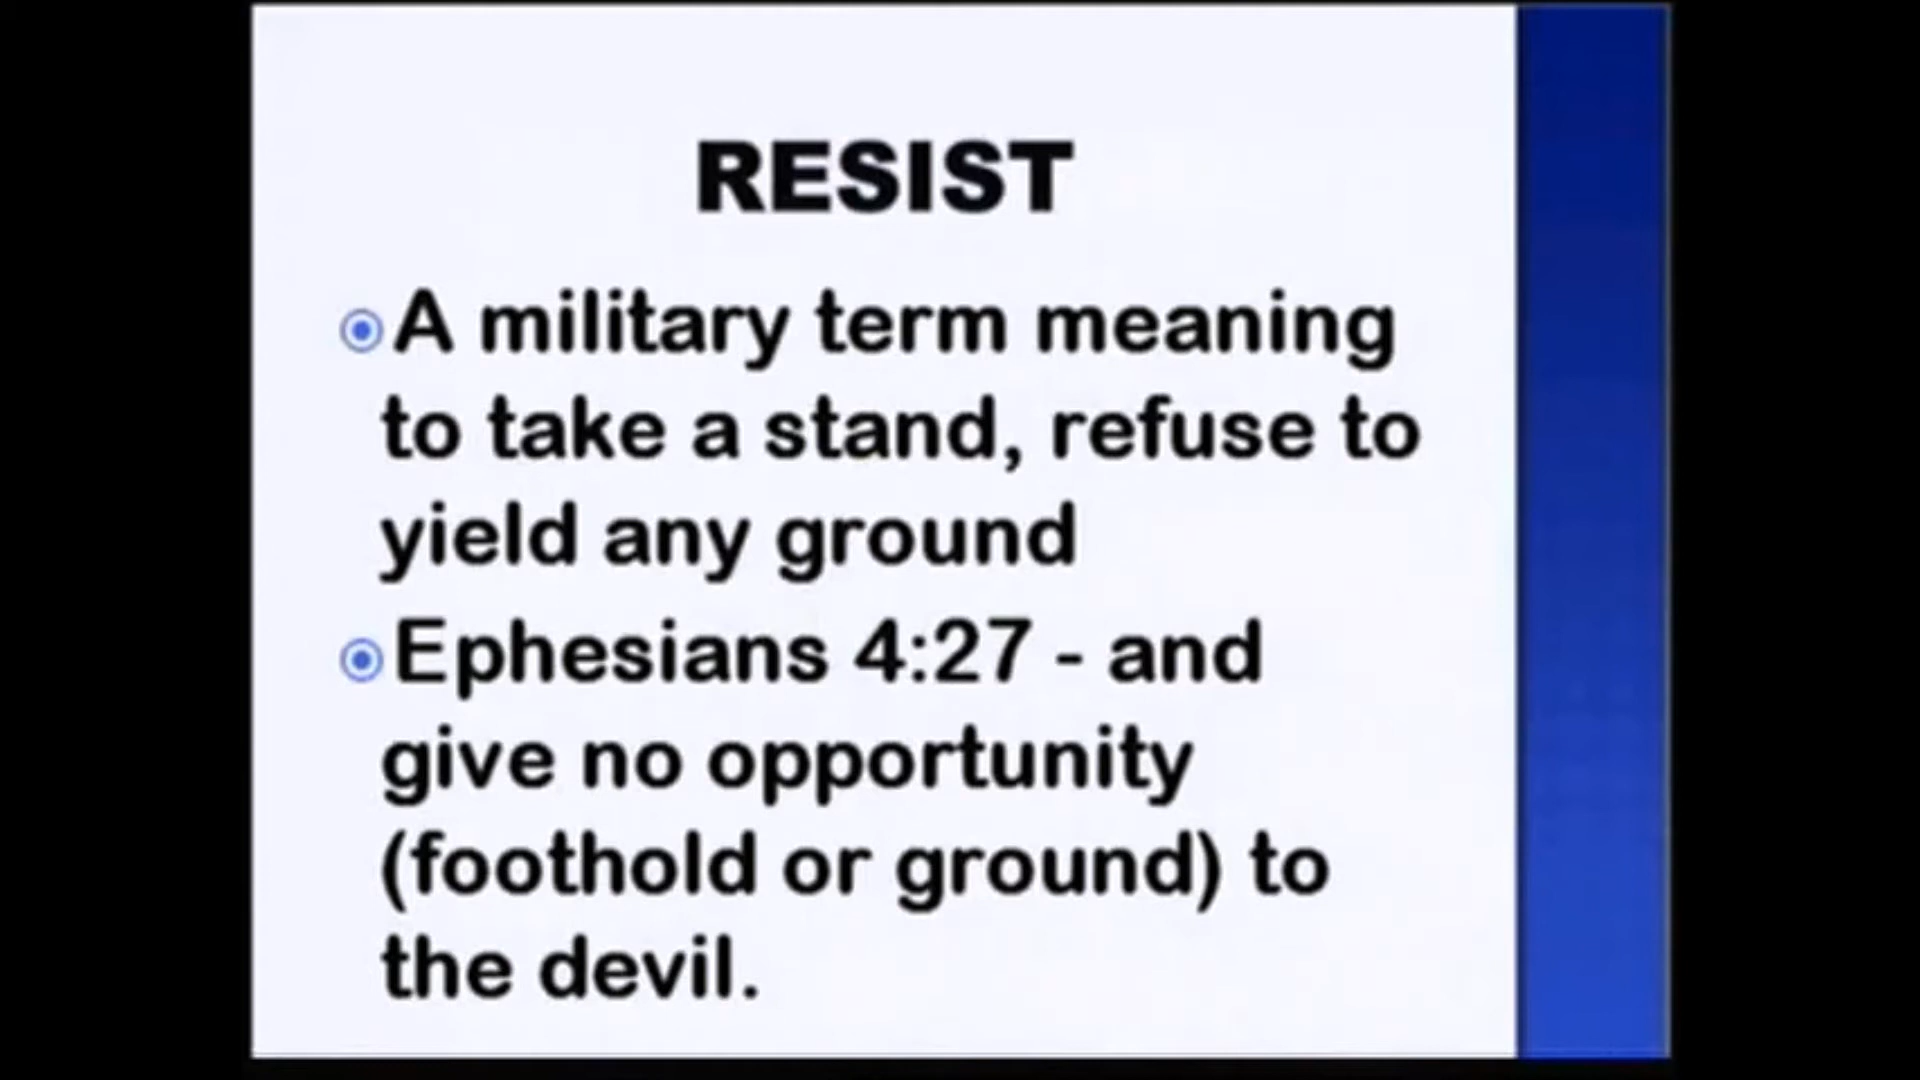 RESIST
A military term meaning
to take a stand, refuse to
yield any ground
Ephesians 4:27 - and
give no opportunity
(foothold or ground) to
the devil.